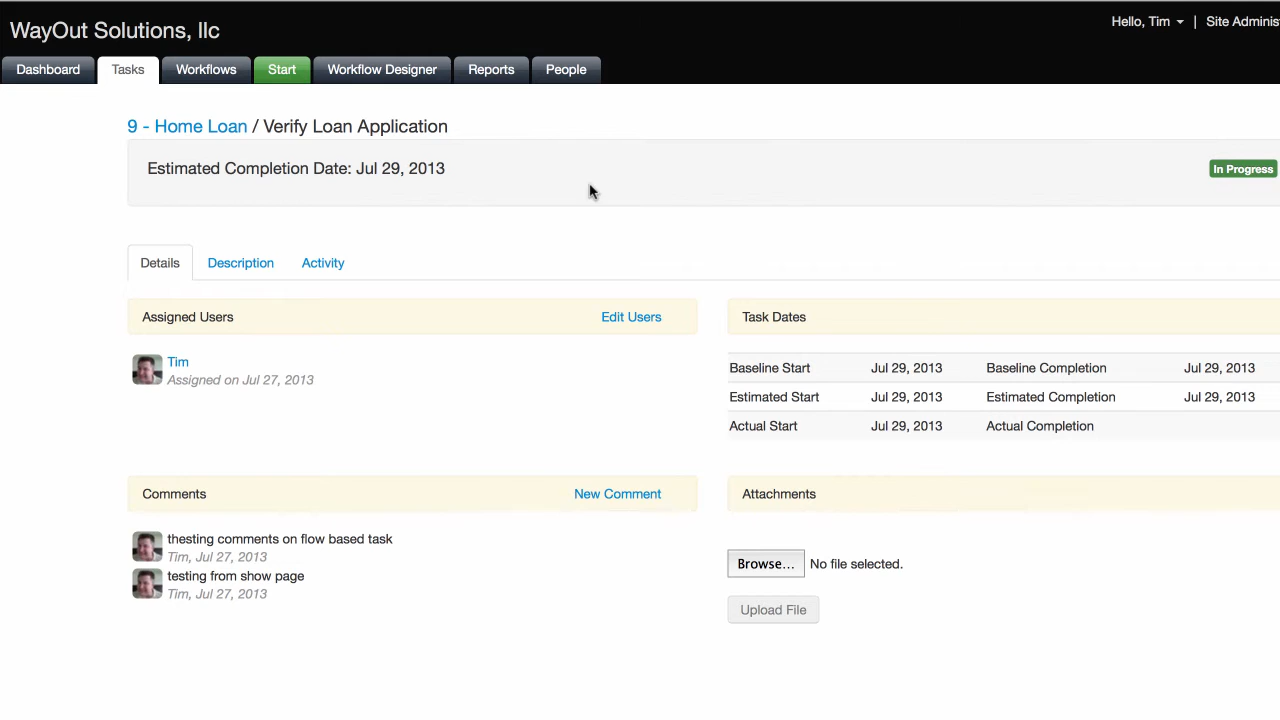 WayOut Solutions, llc
Hello, Tim | Site Adminis
Dashboard Tasks Workflows Start Workflow Designer Reports People
9 - Home Loan / Verify Loan Application
Estimated Completion Date: Jul 29, 2013
In Progress
Details Description Activity
Assigned Users Edit Users
Task Dates
Tim
Assigned on Jul 27, 2013
Baseline Start Jul 29, 2013 Baseline Completion Jul 29, 2013
Estimated Start Jul 29, 2013 Estimated Completion Jul 29, 2013
Actual Start Jul 29, 2013 Actual Completion
Comments New Comment
Attachments
thesting comments on flow based task
Tim, Jul 27, 2013
testing from show page
Tim, Jul 27, 2013
Browse... No file selected.
Upload File